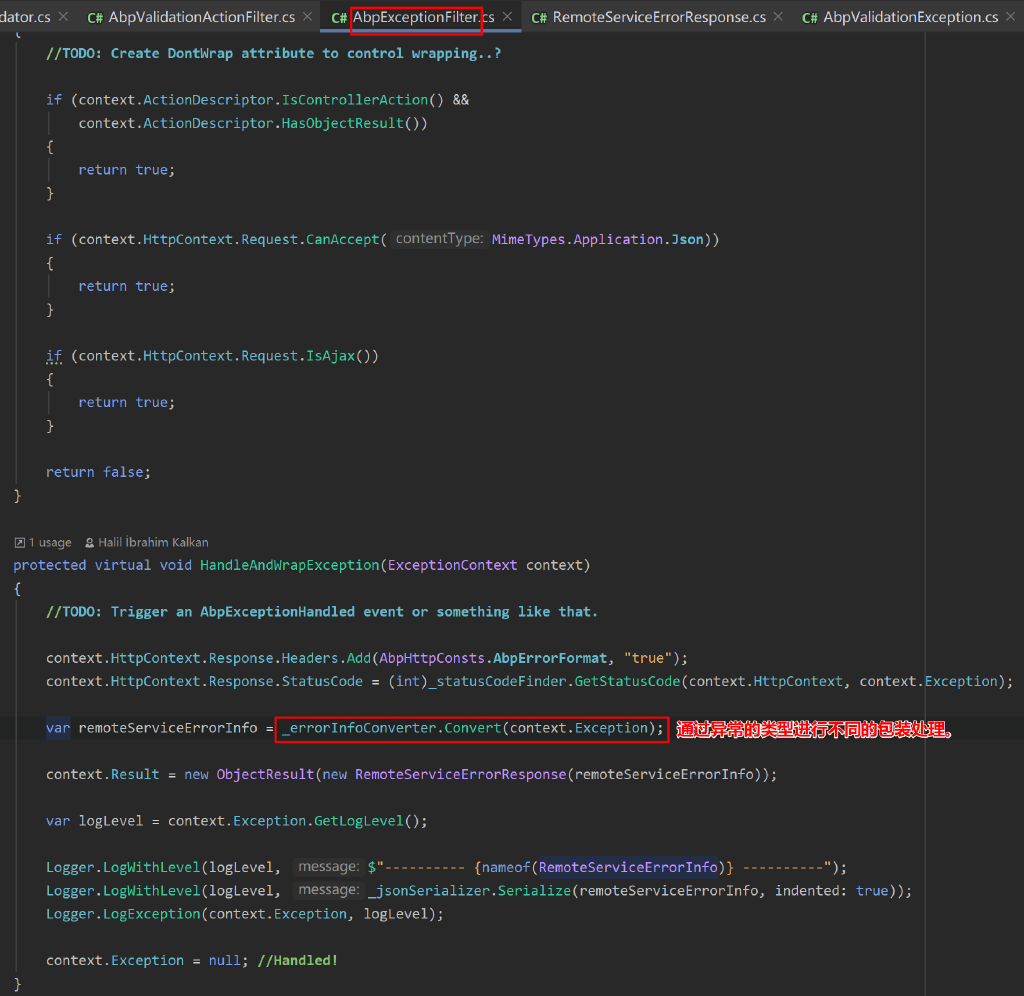 dator.cs × C# AbpValidationActionFilter.cs × C# AbpExceptionFilter.cs × C# RemoteServiceErrorResponse.cs × C# AbpValidationException.cs ×
{
//TODO: Create DontWrap attribute to control wrapping..?
if (context.ActionDescriptor.IsControllerAction() &&
context.ActionDescriptor.HasObjectResult())
{
return true;
}
if (context.HttpContext.Request.CanAccept( contentType: MimeTypes.Application.Json))
{
return true;
}
if (context.HttpContext.Request.IsAjax())
{
return true;
}
return false;
}
1 usage Halil İbrahim Kalkan
protected virtual void HandleAndWrapException(ExceptionContext context)
{
//TODO: Trigger an AbpExceptionHandled event or something like that.
context.HttpContext.Response.Headers.Add(AbpHttpConsts.AbpErrorFormat, "true");
context.HttpContext.Response.StatusCode = (int)_statusCodeFinder.GetStatusCode(context.HttpContext, context.Exception);
var remoteServiceErrorInfo = _errorInfoConverter.Convert(context.Exception); 通过异常的类型进行不同的包装处理。
context.Result = new ObjectResult(new RemoteServiceErrorResponse(remoteServiceErrorInfo));
var logLevel = context.Exception.GetLogLevel();
Logger.LogWithLevel(logLevel, message: $"---------- {nameof(RemoteServiceErrorInfo)} ----------");
Logger.LogWithLevel(logLevel, message: _jsonSerializer.Serialize(remoteServiceErrorInfo, indented: true));
Logger.LogException(context.Exception, logLevel);
context.Exception = null; //Handled!
}